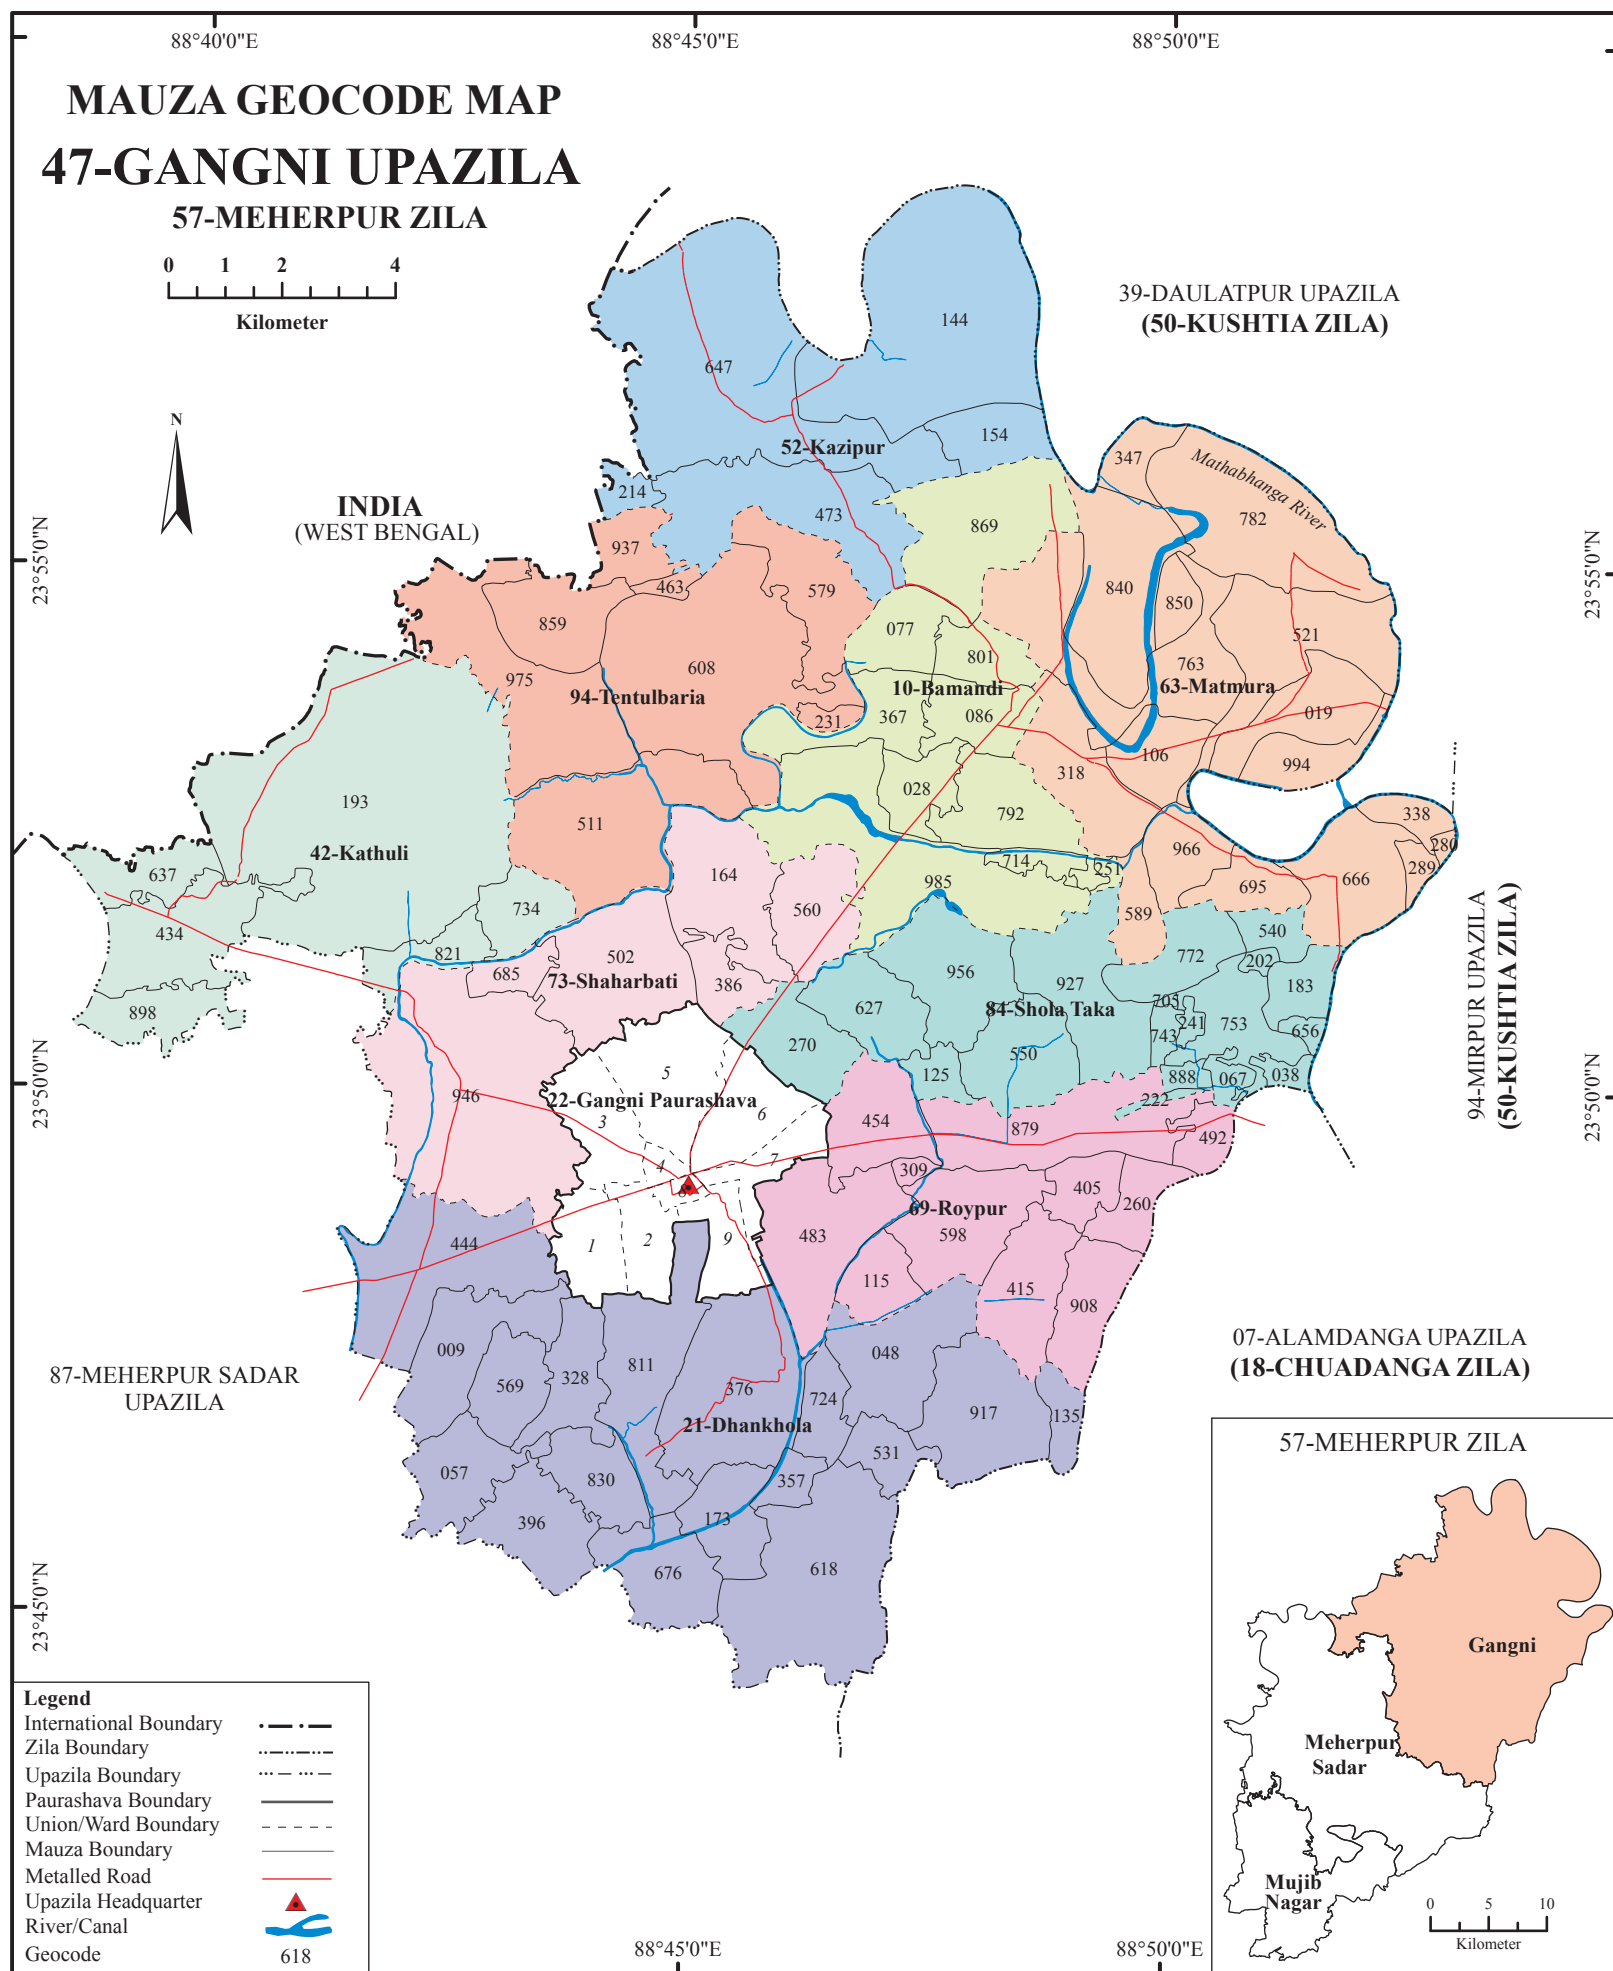 88°40'0"E
88°45'0"E
88°50'0"E
MAUZA GEOCODE MAP
47-GANGNI UPAZILA
57-MEHERPUR ZILA
0 1 2 4
Kilometer
N
39-DAULATPUR UPAZILA
(50-KUSHTIA ZILA)
INDIA
(WEST BENGAL)
23°55'0"N
23°55'0"N
144
647
154
52-Kazipur
214
473
347
Mathabhanga River
782
869
937
463
579
859
608
975
94-Tentulbaria
231
511
077
801
10-Bamandi
367
086
028
792
714
251
985
840
850
521
763
63-Matmura
019
106
994
318
338
280
289
966
666
695
589
193
42-Kathuli
637
734
434
821
898
164
560
502
685
73-Shaharbati
386
946
540
772
202
956
927
183
627
84-Shola Taka
705
241
753
743
656
270
550
125
888
067
038
222
23°50'0"N
23°50'0"N
94-MIRPUR UPAZILA
(50-KUSHTIA ZILA)
5
22-Gangni Paurashava
3
6
4
7
8
1
2
9
454
879
492
309
405
260
69-Roypur
483
598
115
415
908
444
009
569
328
811
376
048
724
917
135
21-Dhankhola
531
057
830
357
396
173
676
618
87-MEHERPUR SADAR
UPAZILA
07-ALAMDANGA UPAZILA
(18-CHUADANGA ZILA)
23°45'0"N
57-MEHERPUR ZILA
Gangni
Meherpur
Sadar
Mujib
Nagar
0 5 10
Kilometer
Legend
International Boundary
Zila Boundary
Upazila Boundary
Paurashava Boundary
Union/Ward Boundary
Mauza Boundary
Metalled Road
Upazila Headquarter
River/Canal
Geocode 618
88°45'0"E
88°50'0"E